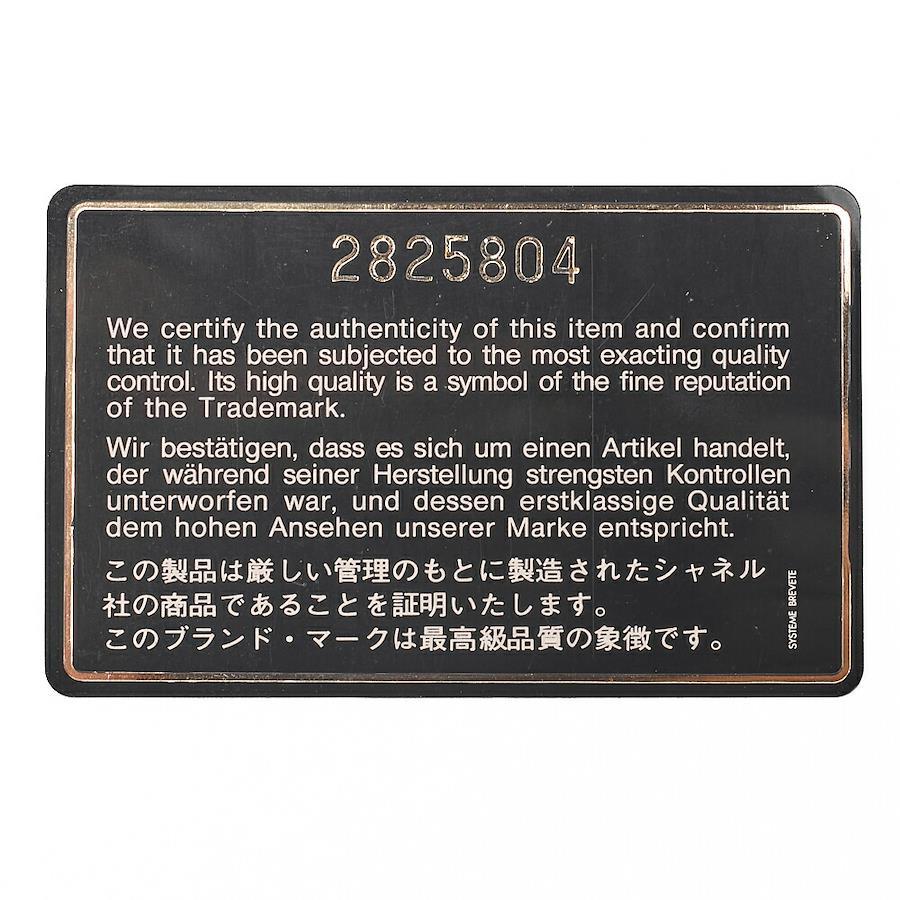 2825804
We certify the authenticity of this item and confirm
that it has been subjected to the most exacting quality
control. Its high quality is a symbol of the fine reputation
of the Trademark.
Wir bestätigen, dass es sich um einen Artikel handelt,
der während seiner Herstellung strengsten Kontrollen
unterworfen war, und dessen erstklassige Qualität
dem hohen Ansehen unserer Marke entspricht.
この製品は厳しい管理のもとに製造されたシャネル
社の商品であることを証明いたします。
このブランド・マークは最高級品質の象徴です。
SYSTEME BREVETE